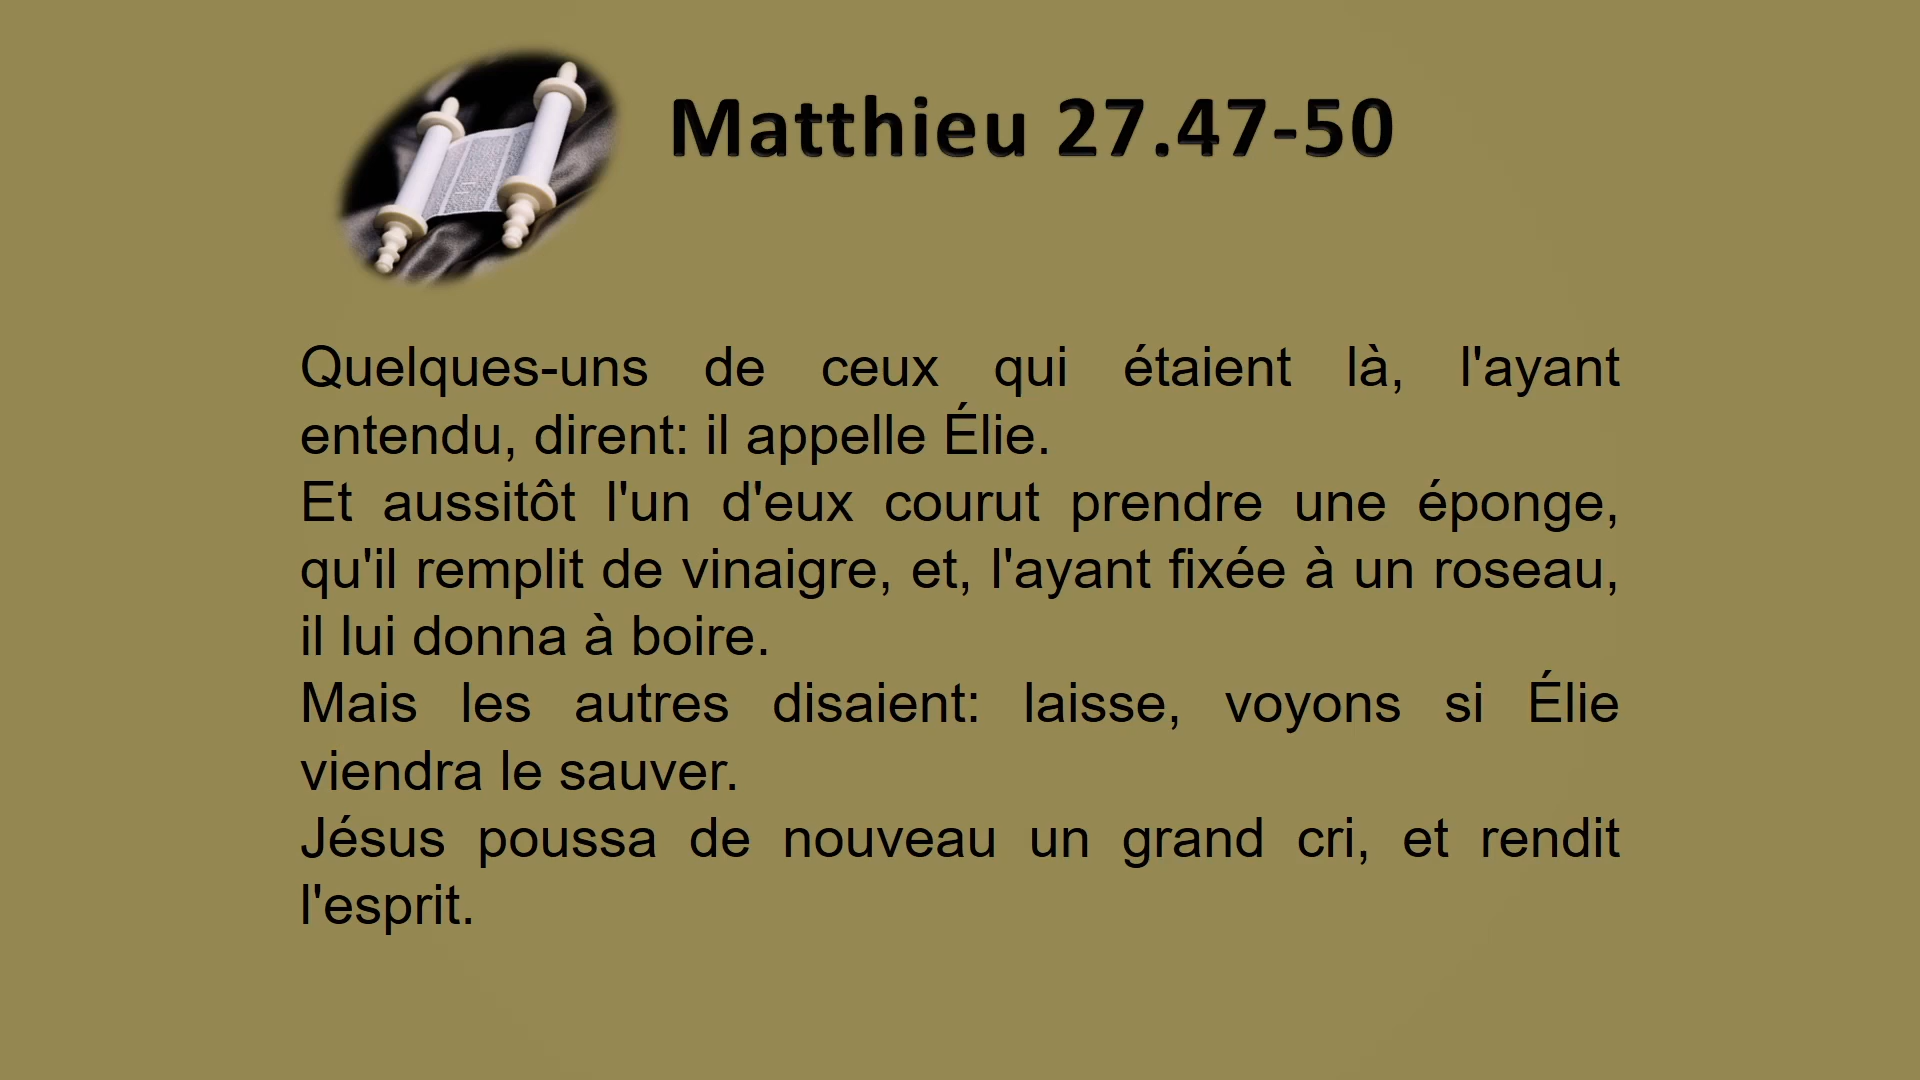 Matthieu 27.47-50
Quelques-uns de ceux qui étaient là, l'ayant
entendu, dirent: il appelle Élie.
Et aussitôt l'un d'eux courut prendre une éponge,
qu'il remplit de vinaigre, et, l'ayant fixée à un roseau,
il lui donna à boire.
Mais les autres disaient: laisse, voyons si Élie
viendra le sauver.
Jésus poussa de nouveau un grand cri, et rendit
l'esprit.